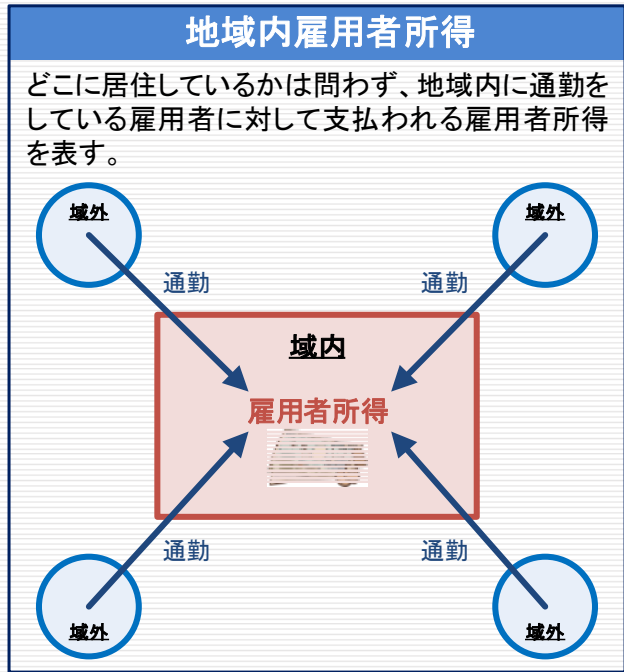 地域内雇用者所得
どこに居住しているかは問わず、地域内に通勤を
している雇用者に対して支払われる雇用者所得
を表す。
域外
域外
通勤
通勤
域内
雇用者所得
通勤
通勤
域外
域外